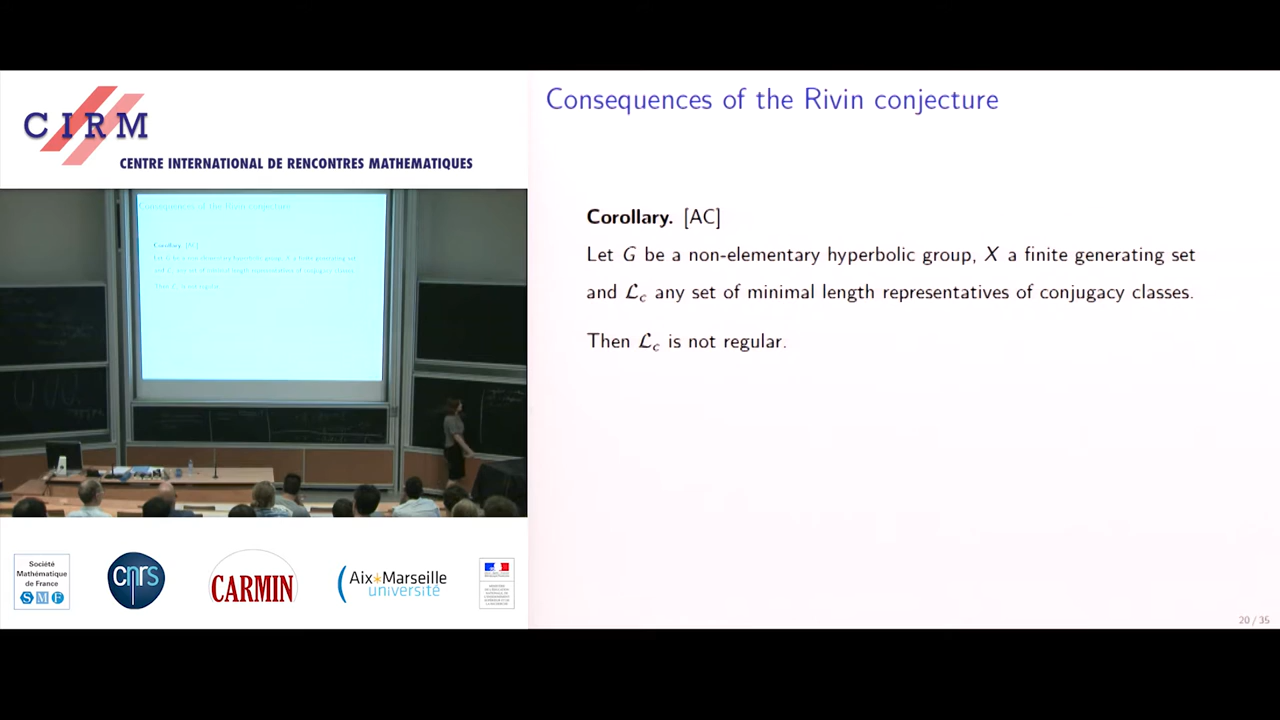 CIRM
CENTRE INTERNATIONAL DE RENCONTRES MATHEMATIQUES
Consequences of the Rivin conjecture
Corollary. [AC]
Let G be a non-elementary hyperbolic group, X a finite generating set
and 𝓛c any set of minimal length representatives of conjugacy classes.
Then 𝓛c is not regular.
Société
Mathématique
de France
SMF
cnrs
CARMIN
Aix*Marseille
université
20 / 35